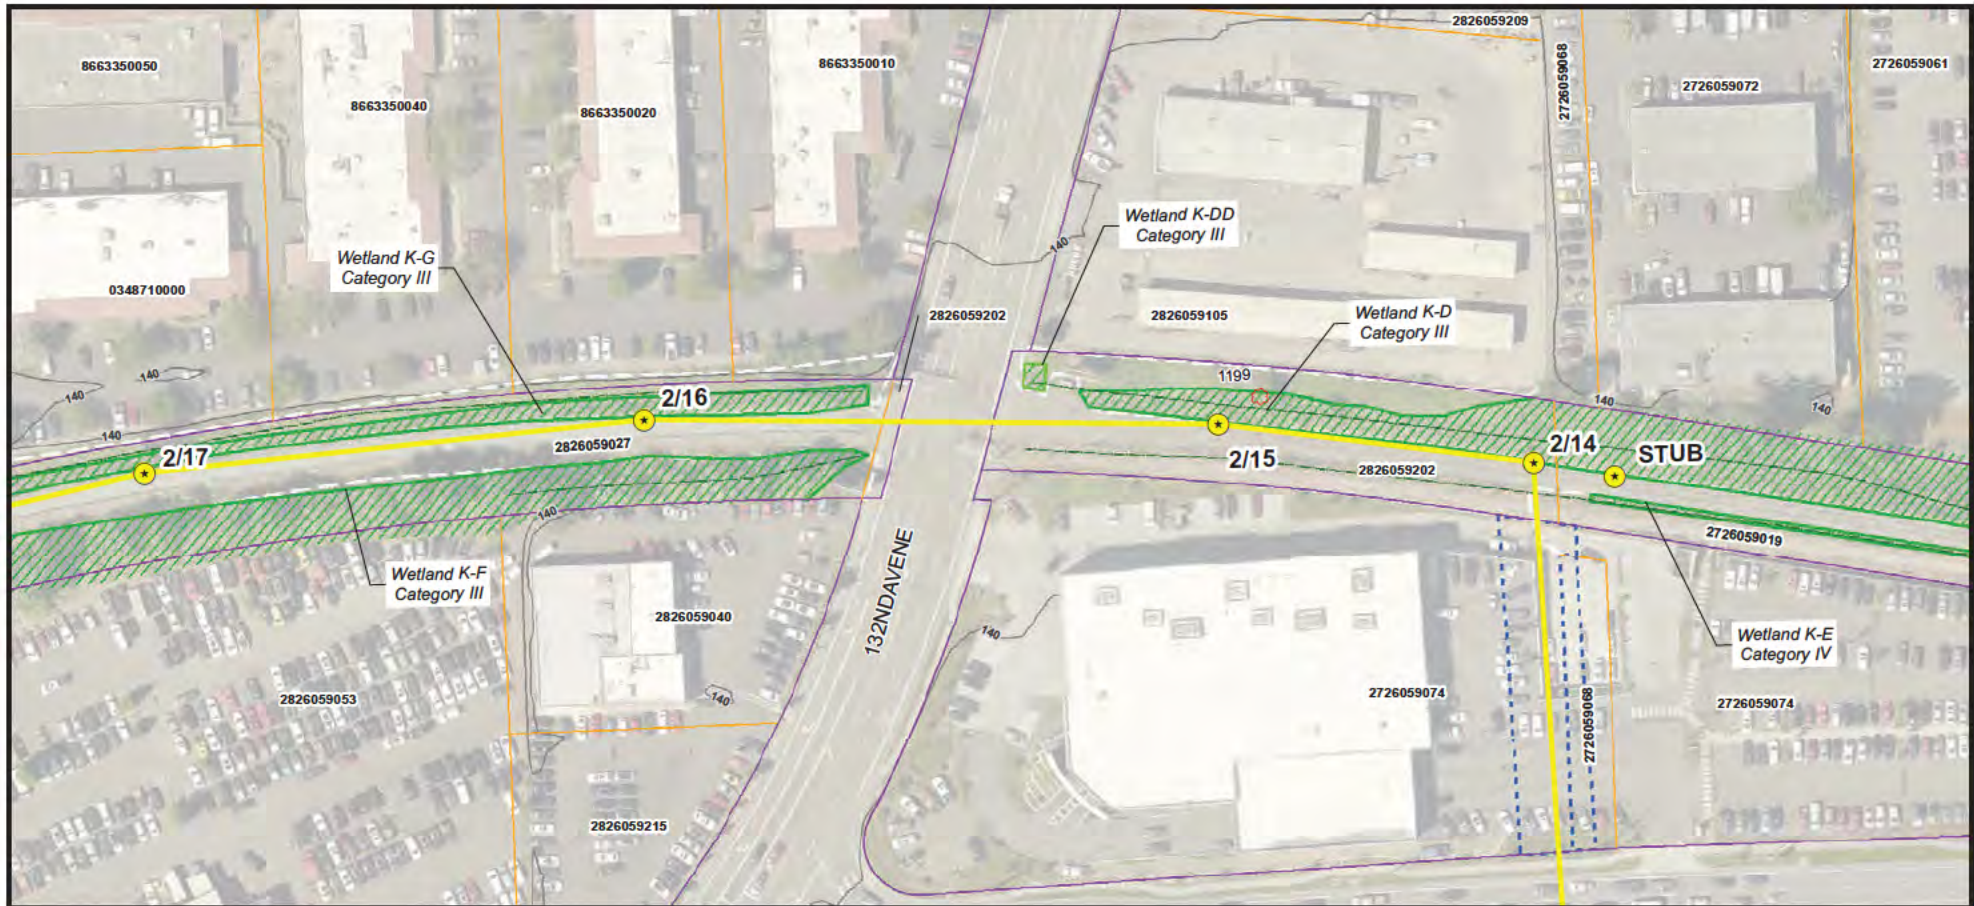 2826059209
8663350050
8663350010
2726059061
8663350040
8663350020
2726059068
2726059072
Wetland K-DD
Category III
140
Wetland K-G
Category III
0348710000
2826059202
2826059105
Wetland K-D
Category III
1199
140
140
140
140
140
2/16
2/17
2826059027
2/15
2826059202
2/14
STUB
140
2726059019
132NDAVENE
Wetland K-F
Category III
2826059040
140
Wetland K-E
Category IV
2826059053
140
2726059074
2726059068
2726059074
2826059215